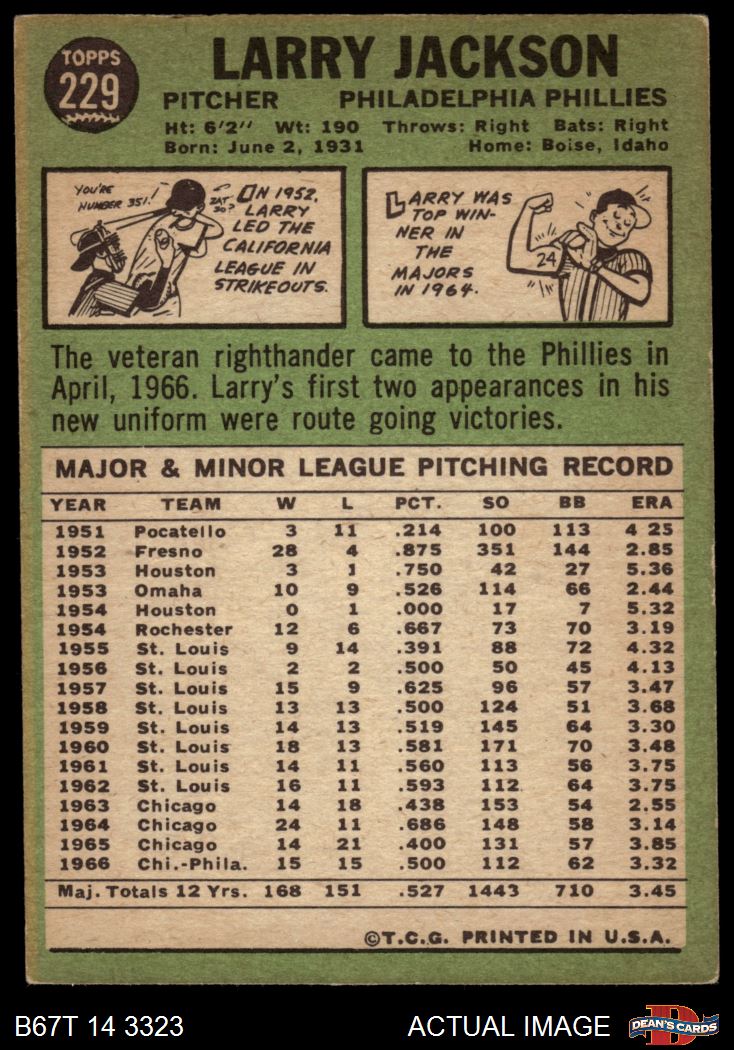 TOPPS
229
LARRY JACKSON
PITCHER PHILADELPHIA PHILLIES
Ht: 6'2" Wt: 190 Throws: Right Bats: Right
Born: June 2, 1931 Home: Boise, Idaho
YOU'RE
NUMBER 351!
ZAT
SO?
ON 1952,
LARRY
LED THE
CALIFORNIA
LEAGUE IN
STRIKEOUTS.
LARRY WAS
TOP WIN-
NER IN
THE
MAJORS
IN 1964.
24
The veteran righthander came to the Phillies in
April, 1966. Larry's first two appearances in his
new uniform were route going victories.
MAJOR & MINOR LEAGUE PITCHING RECORD
YEAR TEAM W L PCT. SO BB ERA
1951 Pocatello 3 11 .214 100 113 4 25
1952 Fresno 28 4 .875 351 144 2.85
1953 Houston 3 1 .750 42 27 5.36
1953 Omaha 10 9 .526 114 66 2.44
1954 Houston 0 1 .000 17 7 5.32
1954 Rochester 12 6 .667 73 70 3.19
1955 St. Louis 9 14 .391 88 72 4.32
1956 St. Louis 2 2 .500 50 45 4.13
1957 St. Louis 15 9 .625 96 57 3.47
1958 St. Louis 13 13 .500 124 51 3.68
1959 St. Louis 14 13 .519 145 64 3.30
1960 St. Louis 18 13 .581 171 70 3.48
1961 St. Louis 14 11 .560 113 56 3.75
1962 St. Louis 16 11 .593 112 64 3.75
1963 Chicago 14 18 .438 153 54 2.55
1964 Chicago 24 11 .686 148 58 3.14
1965 Chicago 14 21 .400 131 57 3.85
1966 Chi.-Phila. 15 15 .500 112 62 3.32
Maj. Totals 12 Yrs. 168 151 .527 1443 710 3.45
©T.C.G. PRINTED IN U.S.A.
B67T 14 3323 ACTUAL IMAGE D DEAN'S CARDS